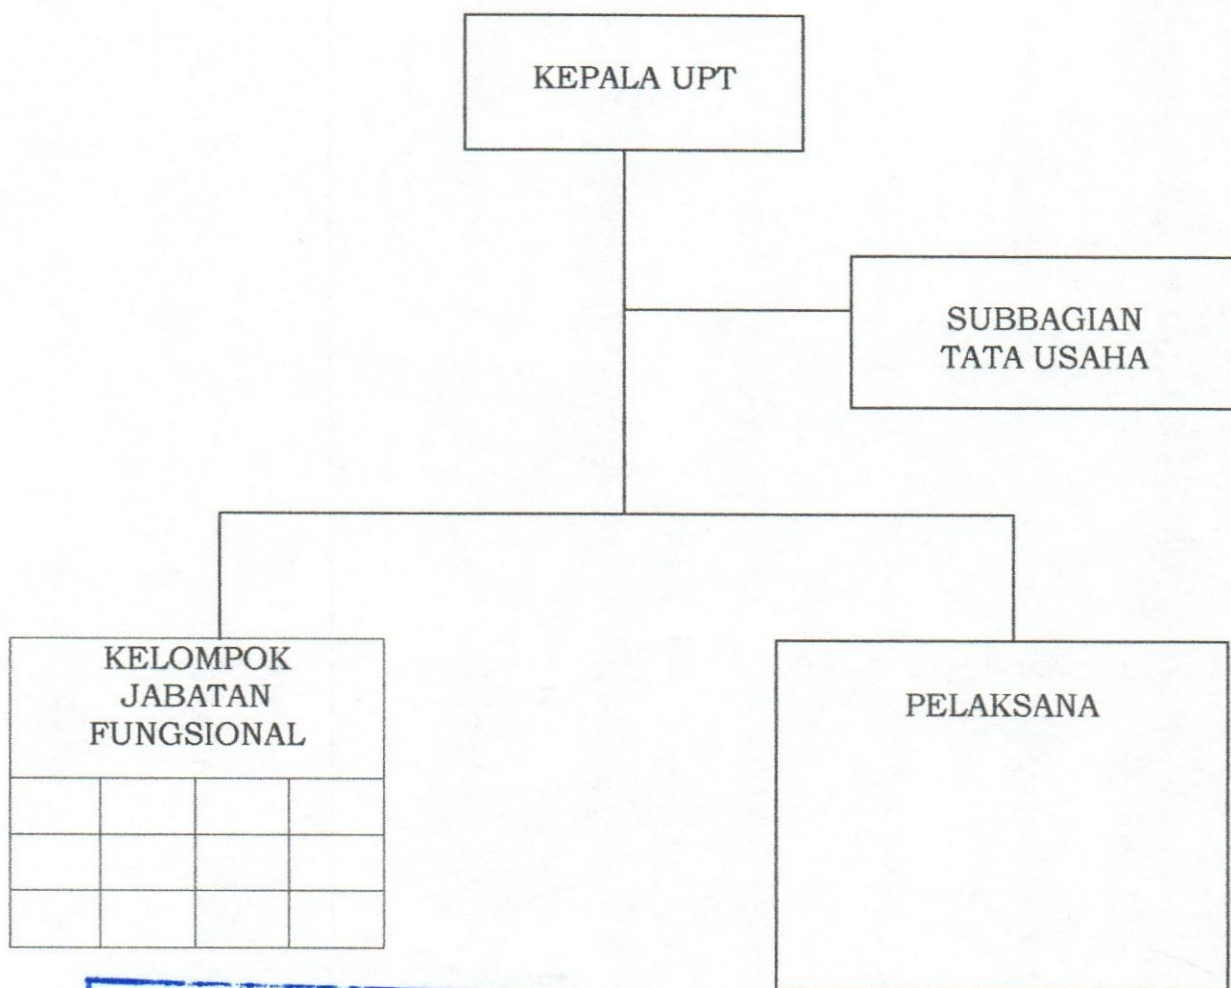 KEPALA UPT
SUBBAGIAN
TATA USAHA
KELOMPOK
JABATAN
FUNGSIONAL
PELAKSANA